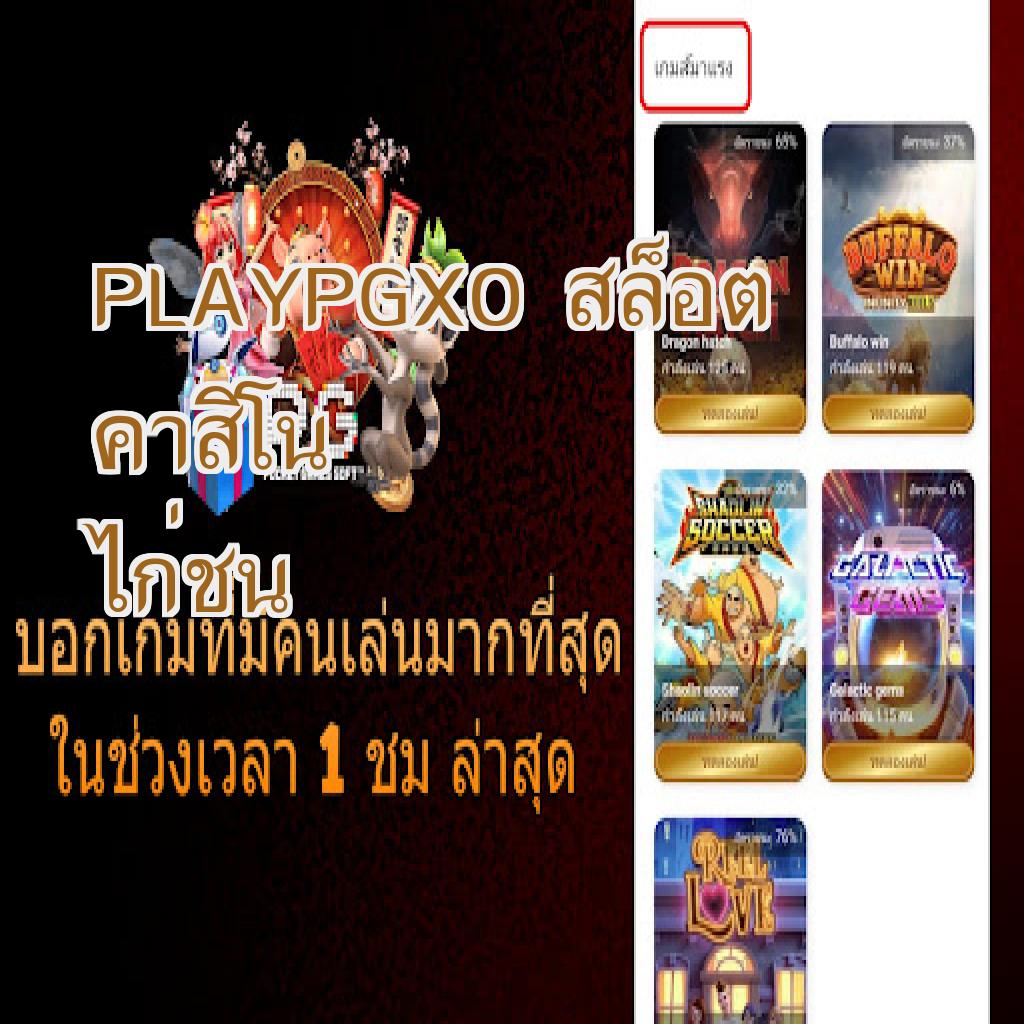 PLAYPGXO สล็อต
คาสิโน
ไก่ชน
POCKET GAMES SOFT
บอกเกมที่มีคนเล่นมากที่สุด
ในช่วงเวลา 1 ชม ล่าสุด
เกมส์มาแรง
อัตราชนะ 68%
อัตราชนะ 37%
BUFFALO
WIN
Dragon hatch
กำลังเล่น 125 คน
Buffalo win
กำลังเล่น 119 คน
ทดลองเล่น!
ทดลองเล่น!
อัตราชนะ 6%
SHAOLIN
SOCCER
GALACTIC
GEMS
Shaolin soccer
กำลังเล่น 117 คน
Galactic gems
กำลังเล่น 115 คน
ทดลองเล่น!
ทดลองเล่น!
อัตราชนะ 76%
REEL
LOVE